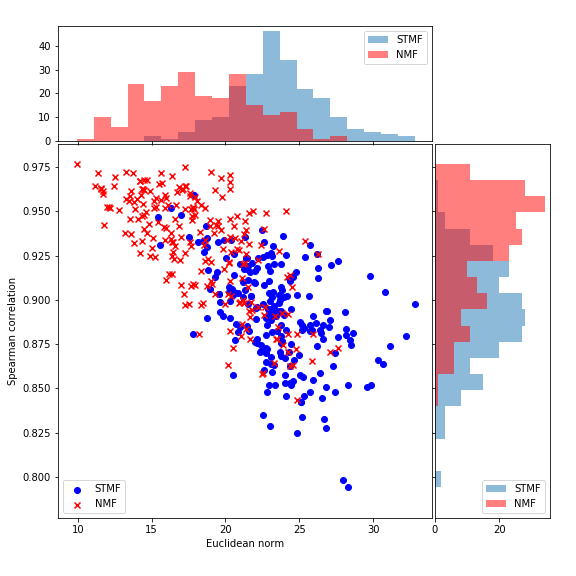 40
30
20
10
0
STMF
NMF
0.975
0.950
0.925
0.900
0.875
0.850
0.825
0.800
Spearman correlation
STMF
NMF
10 15 20 25 30
Euclidean norm
STMF
NMF
0 20